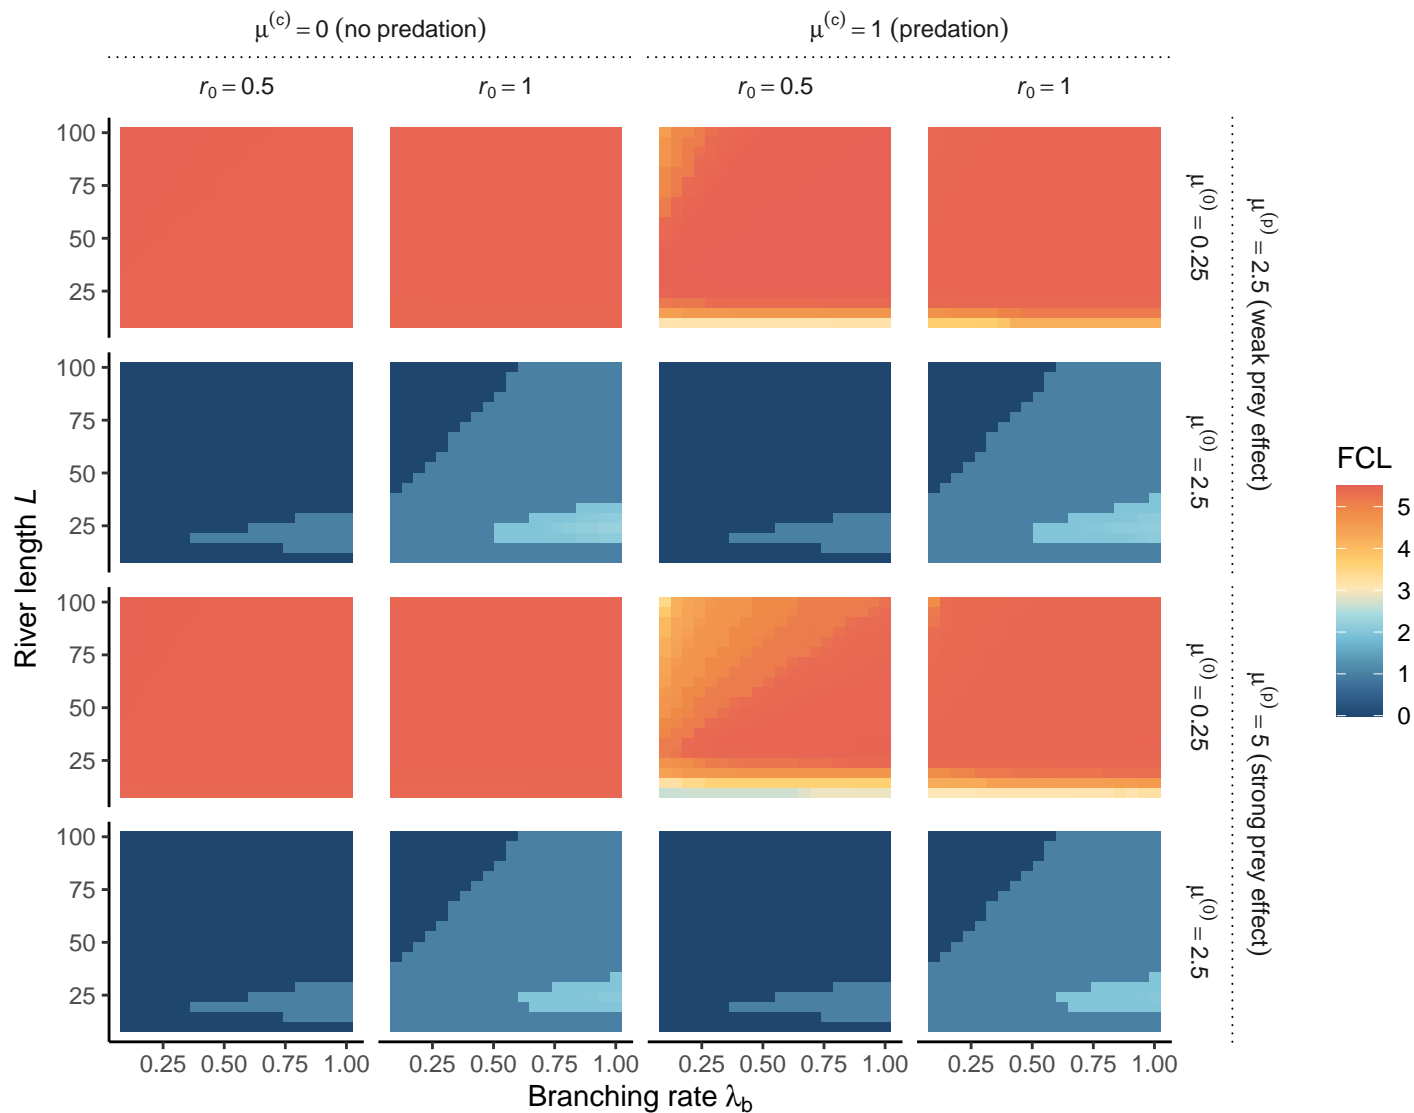 μ^(c) = 0 (no predation)
μ^(c) = 1 (predation)
r₀ = 0.5
r₀ = 1
r₀ = 0.5
r₀ = 1
100
75
50
25
μ^(0) = 0.25
100
75
50
25
μ^(0) = 2.5
μ^(p) = 2.5 (weak prey effect)
100
75
50
25
μ^(0) = 0.25
100
75
50
25
μ^(0) = 2.5
μ^(p) = 5 (strong prey effect)
River length L
0.25 0.50 0.75 1.00
0.25 0.50 0.75 1.00
0.25 0.50 0.75 1.00
0.25 0.50 0.75 1.00
Branching rate λ_b
FCL
5
4
3
2
1
0